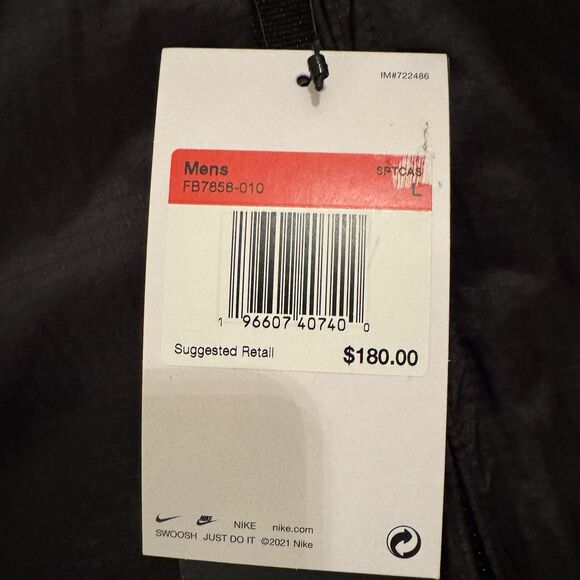 IM#722486
Mens SPTCAS
FB7858-010 L
1 96607 40740 0
Suggested Retail $180.00
NIKE NIKE nike.com
SWOOSH JUST DO IT ©2021 Nike